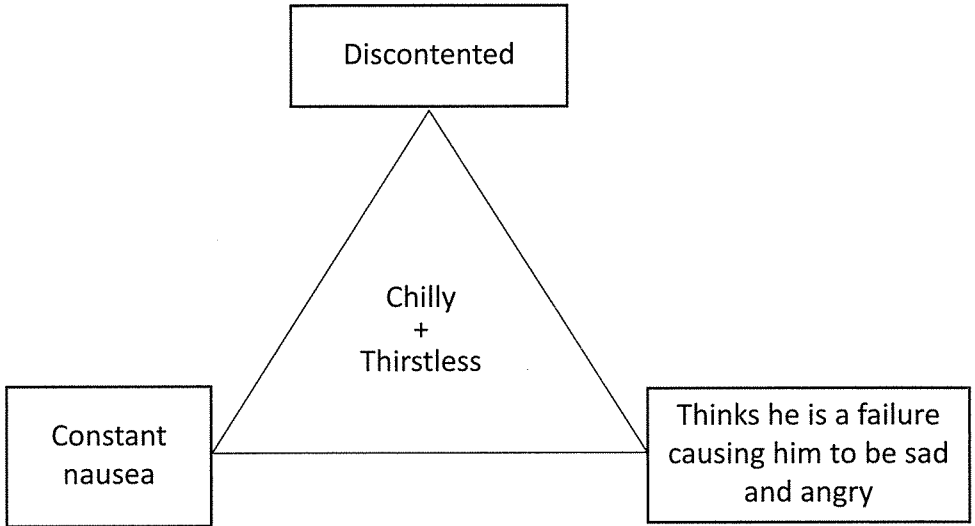 Discontented
Chilly
+
Thirstless
Constant
nausea
Thinks he is a failure
causing him to be sad
and angry